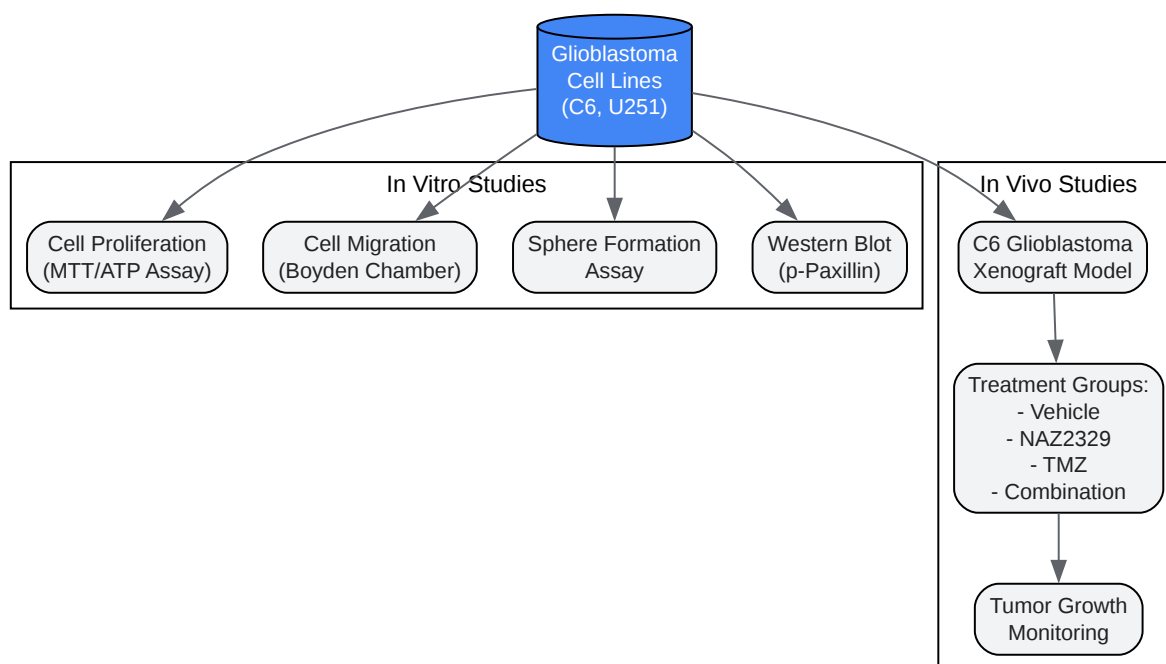 Glioblastoma
Cell Lines
(C6, U251)
In Vitro Studies
Cell Proliferation
(MTT/ATP Assay)
Cell Migration
(Boyden Chamber)
Sphere Formation
Assay
Western Blot
(p-Paxillin)
In Vivo Studies
C6 Glioblastoma
Xenograft Model
Treatment Groups:
- Vehicle
- NAZ2329
- TMZ
- Combination
Tumor Growth
Monitoring